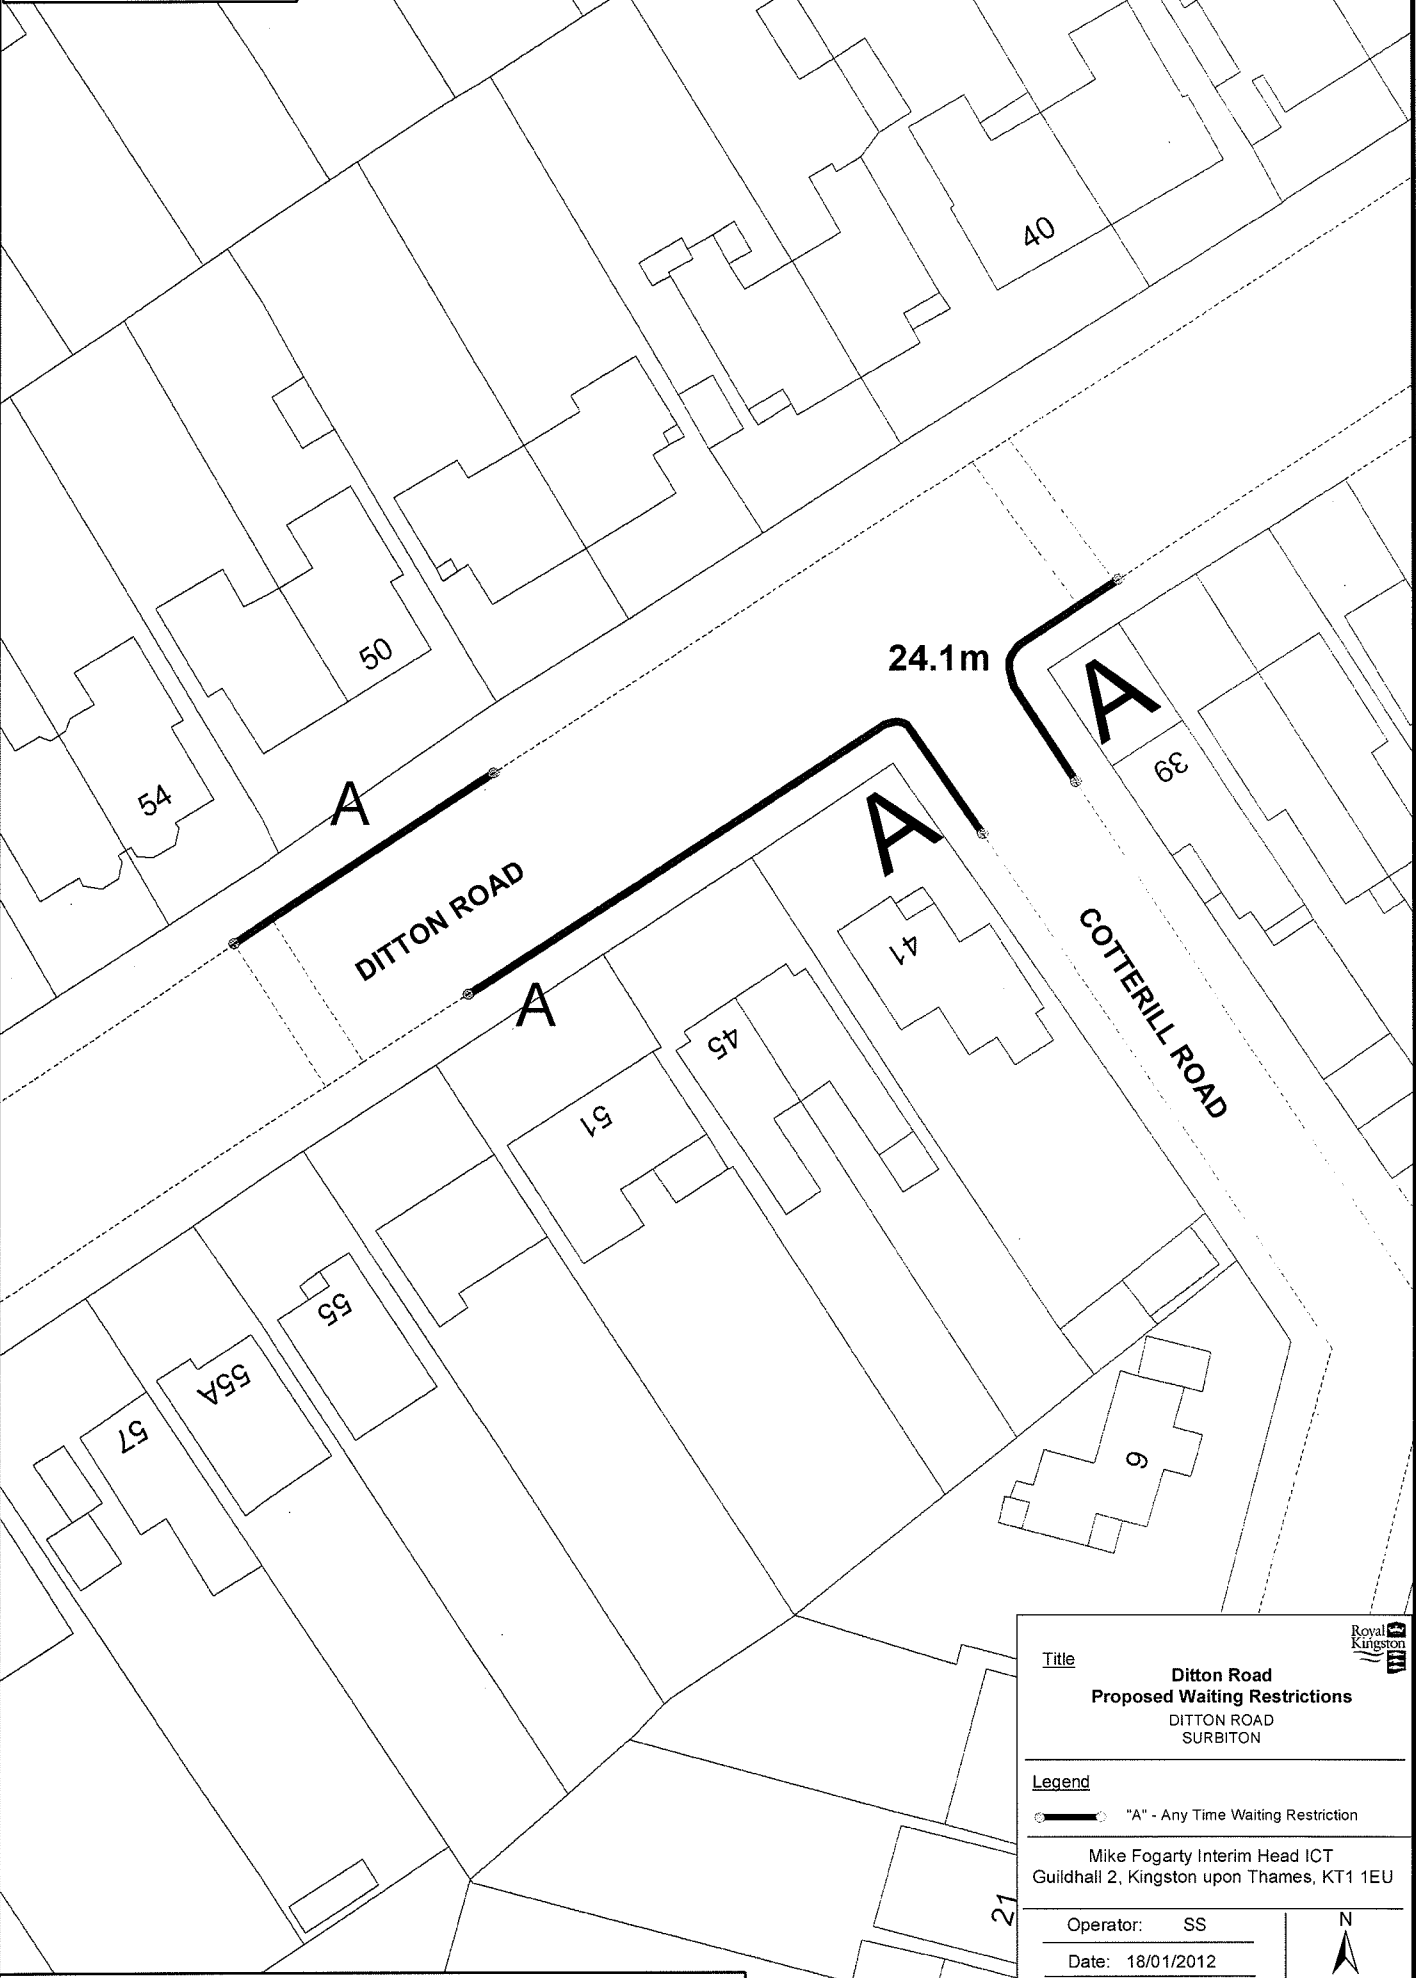 40
50
54
24.1m
A
A
39
A
DITTON ROAD
A
41
COTTERILL ROAD
45
51
55
55A
57
9
21
Royal
Kingston
Title
Ditton Road
Proposed Waiting Restrictions
DITTON ROAD
SURBITON
Legend
"A" - Any Time Waiting Restriction
Mike Fogarty Interim Head ICT
Guildhall 2, Kingston upon Thames, KT1 1EU
Operator: SS
N
Date: 18/01/2012